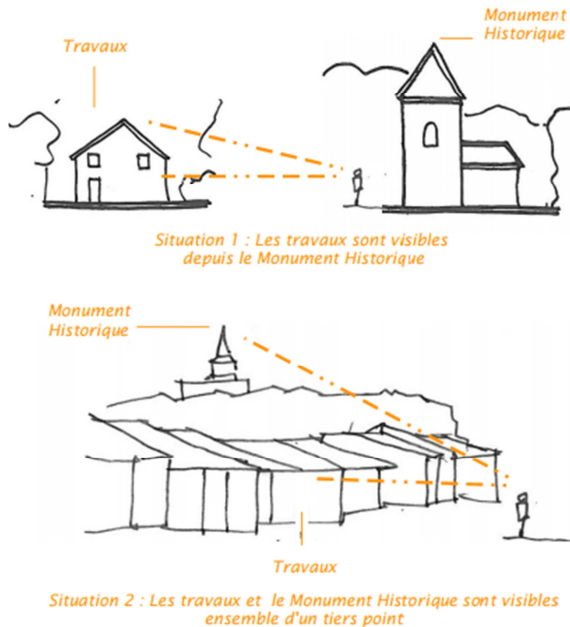 Travaux
Monument
Historique
Situation 1 : Les travaux sont visibles
depuis le Monument Historique
Monument
Historique
Travaux
Situation 2 : Les travaux et le Monument Historique sont visibles
ensemble d'un tiers point